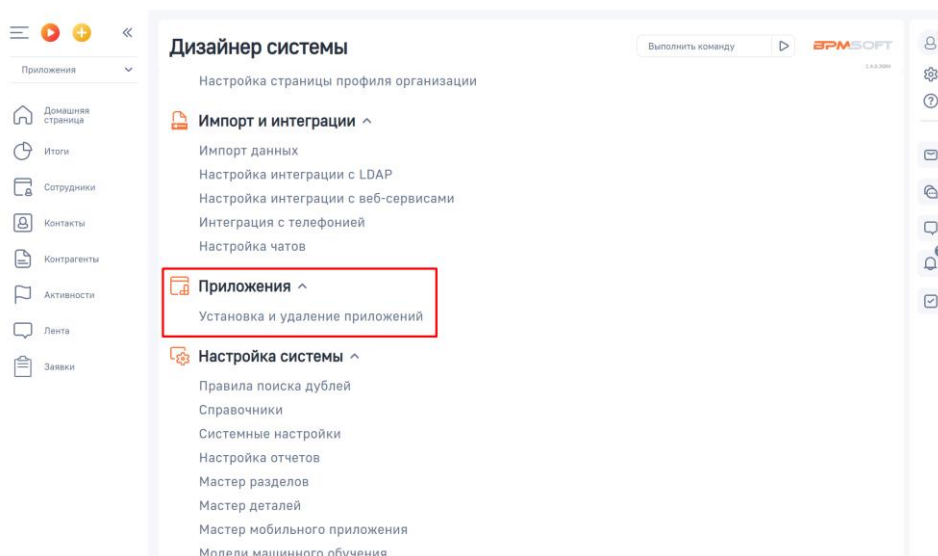 Приложения
Домашняя
страница
Итоги
Сотрудники
Контакты
Контрагенты
Активности
Лента
Заявки
Дизайнер системы
Выполнить команду
BPMSOFT
Настройка страницы профиля организации
Импорт и интеграции
Импорт данных
Настройка интеграции с LDAP
Настройка интеграции с веб-сервисами
Интеграция с телефонией
Настройка чатов
Приложения
Установка и удаление приложений
Настройка системы
Правила поиска дублей
Справочники
Системные настройки
Настройка отчетов
Мастер разделов
Мастер деталей
Мастер мобильного приложения
Модели машинного обучения